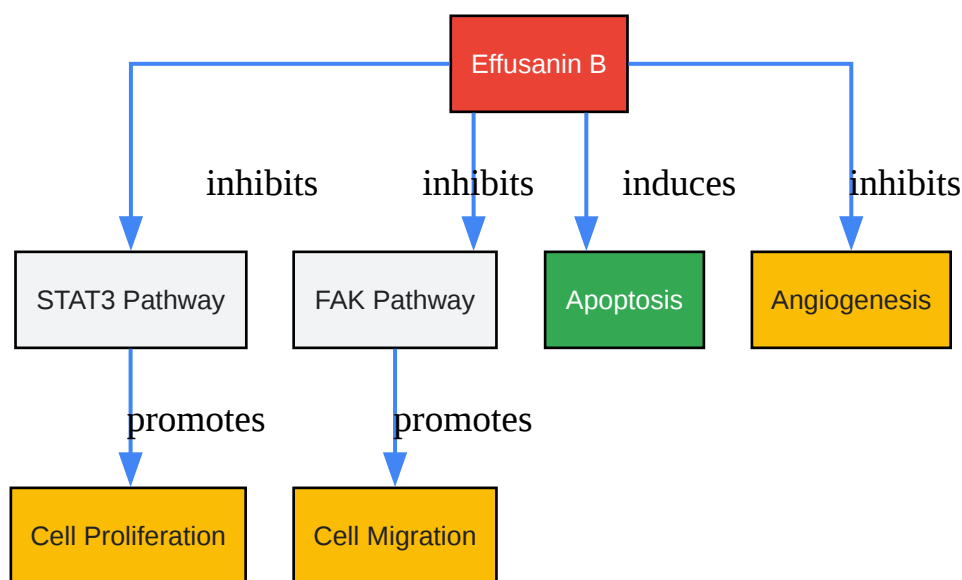 Effusanin B
inhibits
inhibits
induces
inhibits
STAT3 Pathway
FAK Pathway
Apoptosis
Angiogenesis
promotes
promotes
Cell Proliferation
Cell Migration